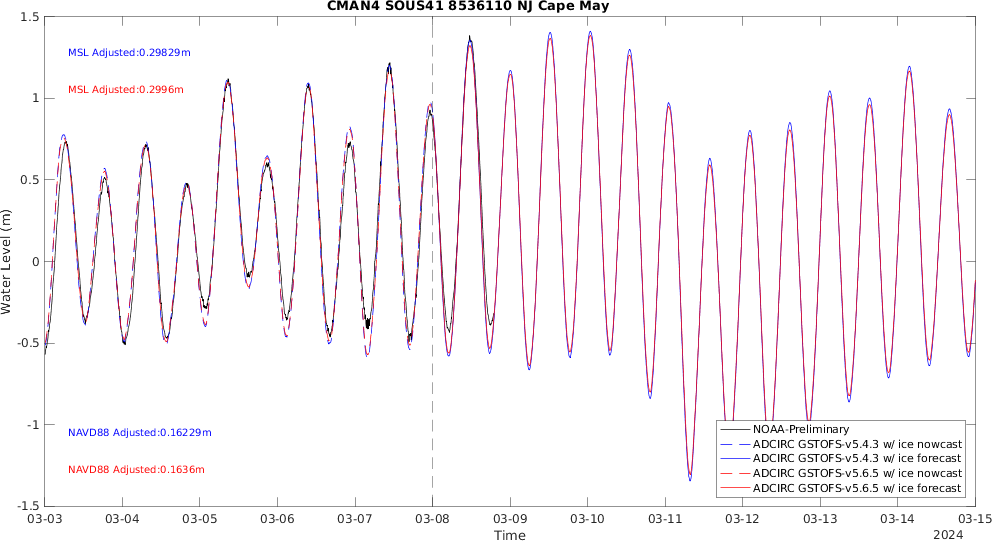 CMAN4 SOUS41 8536110 NJ Cape May
1.5
1
0.5
0
-0.5
-1
-1.5
Water Level (m)
MSL Adjusted:0.29829m
MSL Adjusted:0.2996m
NAVD88 Adjusted:0.16229m
NAVD88 Adjusted:0.1636m
NOAA-Preliminary
ADCIRC GSTOFS-v5.4.3 w/ ice nowcast
ADCIRC GSTOFS-v5.4.3 w/ ice forecast
ADCIRC GSTOFS-v5.6.5 w/ ice nowcast
ADCIRC GSTOFS-v5.6.5 w/ ice forecast
03-03 03-04 03-05 03-06 03-07 03-08 03-09 03-10 03-11 03-12 03-13 03-14 03-15
Time
2024